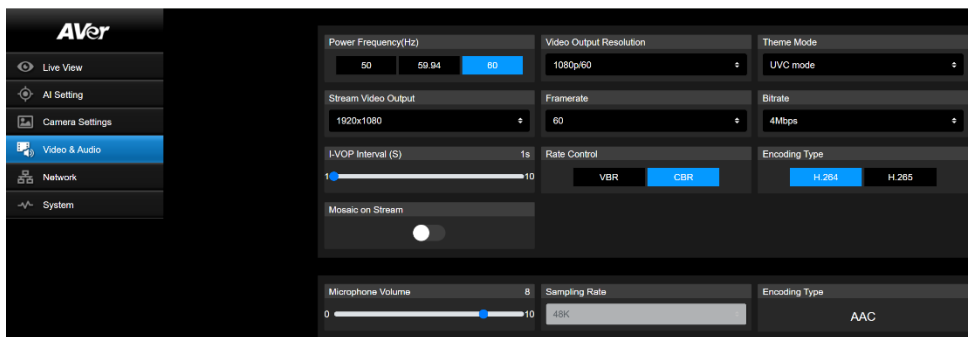 AVer
Live View
AI Setting
Camera Settings
Video & Audio
Network
System
Power Frequency(Hz)
50 59.94 60
Video Output Resolution
1080p/60
Theme Mode
UVC mode
Stream Video Output
1920x1080
Framerate
60
Bitrate
4Mbps
I-VOP Interval (S) 1s
1 10
Rate Control
VBR CBR
Encoding Type
H.264 H.265
Mosaic on Stream
Microphone Volume 8
0 10
Sampling Rate
48K
Encoding Type
AAC